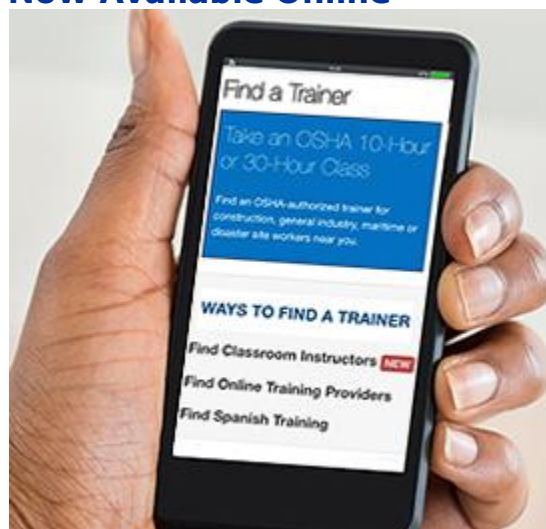 Now Available Online
Find a Trainer
Take an OSHA 10-Hour
or 30-Hour Class
Find an OSHA-authorized trainer for
construction, general industry, maritime or
disaster site workers near you.
WAYS TO FIND A TRAINER
Find Classroom Instructors NEW
Find Online Training Providers
Find Spanish Training